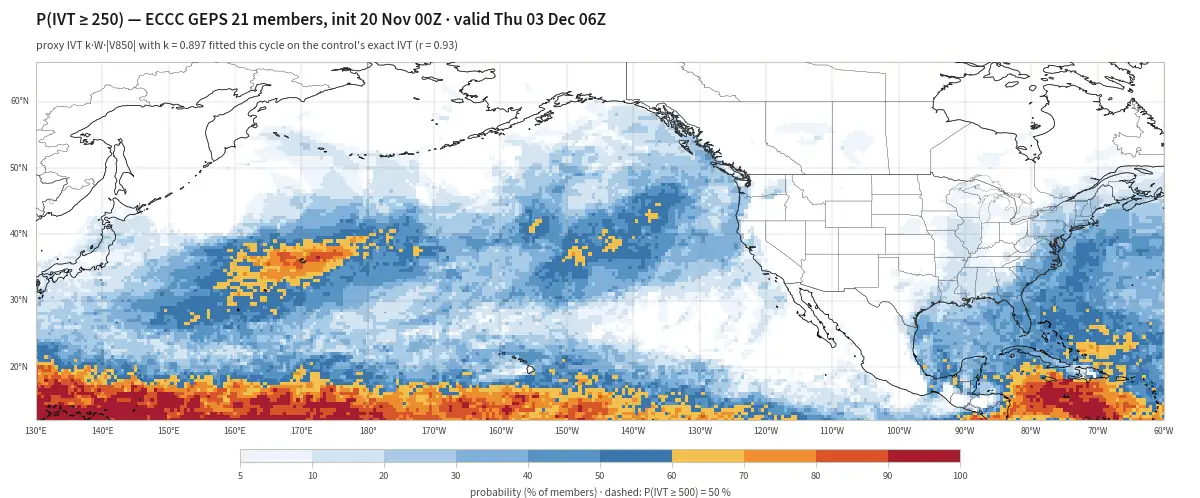 P(IVT ≥ 250) — ECCC GEPS 21 members, init 20 Nov 00Z · valid Thu 03 Dec 06Z
proxy IVT k·W·|V850| with k = 0.897 fitted this cycle on the control's exact IVT (r = 0.93)
60°N
50°N
40°N
30°N
20°N
130°E 140°E 150°E 160°E 170°E 180° 170°W 160°W 150°W 140°W 130°W 120°W 110°W 100°W 90°W 80°W 70°W 60°W
5 10 20 30 40 50 60 70 80 90 100
probability (% of members) · dashed: P(IVT ≥ 500) = 50 %